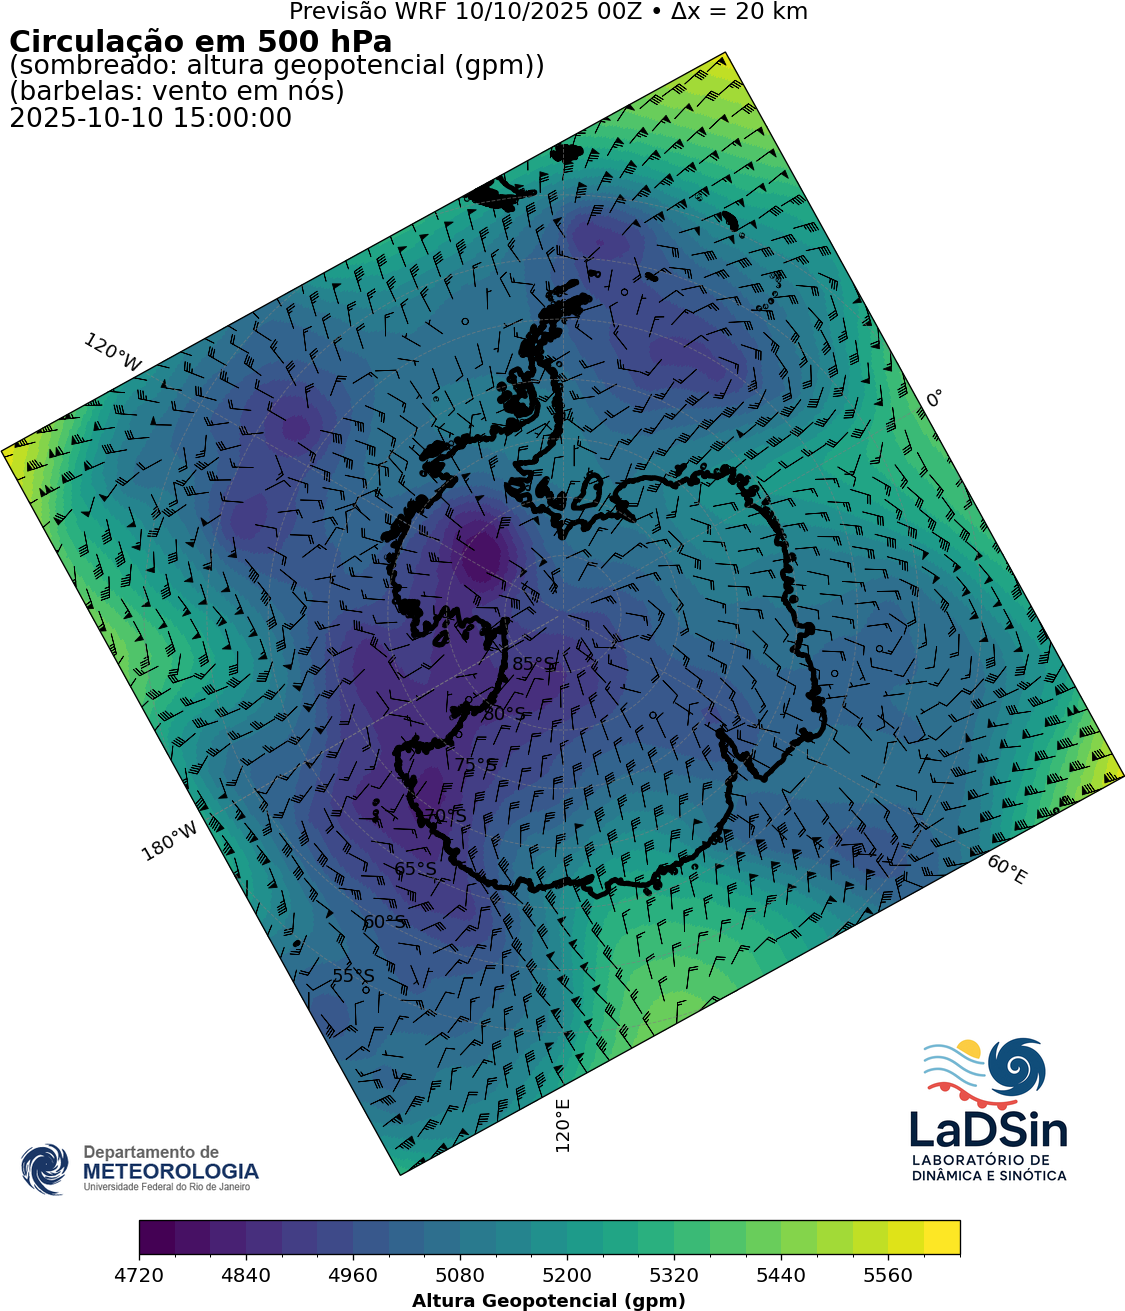 Previsão WRF 10/10/2025 00Z • Δx = 20 km
Circulação em 500 hPa
(sombreado: altura geopotencial (gpm))
(barbelas: vento em nós)
2025-10-10 15:00:00
120°W
0°
85°S
80°S
75°S
70°S
65°S
60°S
55°S
180°W
60°E
120°E
Departamento de
METEOROLOGIA
Universidade Federal do Rio de Janeiro
LaDSin
LABORATÓRIO DE
DINÂMICA E SINÓTICA
4720 4840 4960 5080 5200 5320 5440 5560
Altura Geopotencial (gpm)